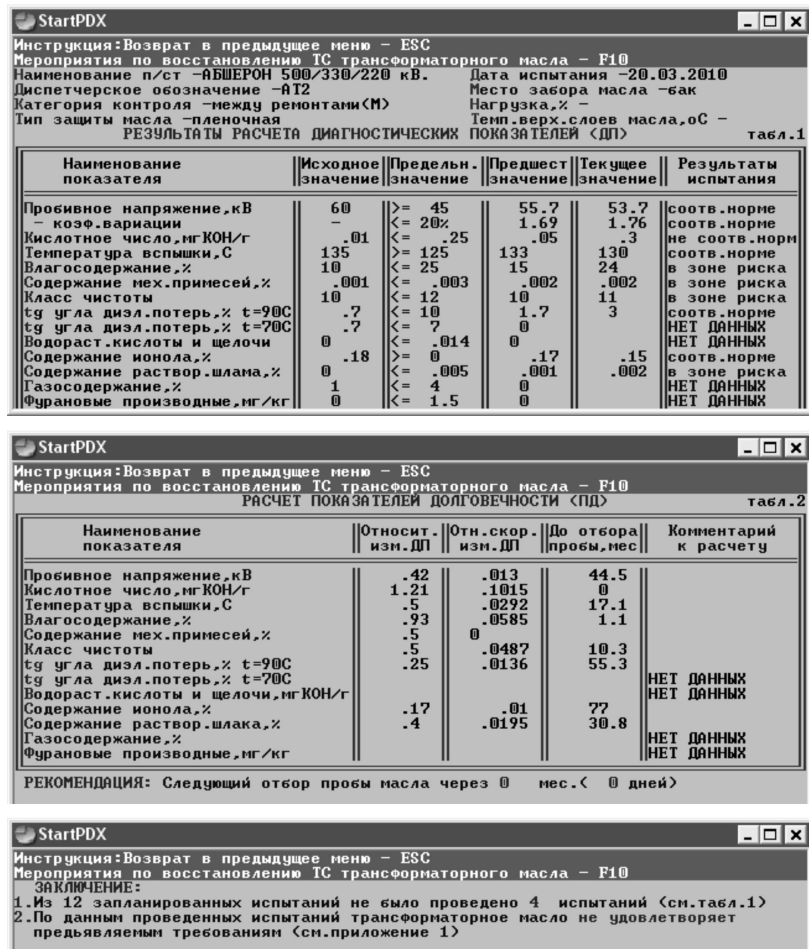 StartPDX
Инструкция:Возврат в предыдущее меню - ESC
Мероприятия по восстановлению ТС трансформаторного масла - F10
Наименование п/ст -АБШЕРОН 500/330/220 кВ. Дата испытания -20.03.2010
Диспетчерское обозначение -АТ2 Место забора масла -бак
Категория контроля -между ремонтами(М) Нагрузка,% -
Тип защиты масла -пленочная Темп.верх.слоев масла,оС -
РЕЗУЛЬТАТЫ РАСЧЕТА ДИАГНОСТИЧЕСКИХ ПОКАЗАТЕЛЕЙ (ДП) табл.1
Наименование ||Исходное||Предельн.||Предшест||Текущее || Результаты
показателя ||значение||значение ||значение||значение|| испытания
Пробивное напряжение,кВ || 60 ||>= 45 || 55.7 || 53.7 ||соотв.норме
- коэф.вариации || - ||<= 20% || 1.69 || 1.76 ||соотв.норме
Кислотное число,мгКОН/г || .01 ||<= .25 || .05 || .3 ||не соотв.норм
Температура вспышки,С || 135 ||>= 125 || 133 || 130 ||соотв.норме
Влагосодержание,% || 10 ||<= 25 || 15 || 24 ||в зоне риска
Содержание мех.примесей,% || .001 ||<= .003 || .002 || .002 ||в зоне риска
Класс чистоты || 10 ||<= 12 || 10 || 11 ||в зоне риска
tg угла диэл.потерь,% t=90С|| .7 ||<= 10 || 1.7 || 3 ||соотв.норме
tg угла диэл.потерь,% t=70С|| .7 ||<= 7 || 0 || ||НЕТ ДАННЫХ
Водораст.кислоты и щелочи || 0 ||<= .014 || 0 || ||НЕТ ДАННЫХ
Содержание ионола,% || .18 ||>= 0 || .17 || .15 ||соотв.норме
Содержание раствор.шлама,% || 0 ||<= .005 || .001 || .002 ||в зоне риска
Газосодержание,% || 1 ||<= 4 || 0 || ||НЕТ ДАННЫХ
Фурановые производные,мг/кг|| 0 ||<= 1.5 || 0 || ||НЕТ ДАННЫХ
StartPDX
Инструкция:Возврат в предыдущее меню - ESC
Мероприятия по восстановлению ТС трансформаторного масла - F10
РАСЧЕТ ПОКАЗАТЕЛЕЙ ДОЛГОВЕЧНОСТИ (ПД) табл.2
Наименование ||Относит.||Отн.скор.||До отбора|| Комментарий
показателя || изм.ДП || изм.ДП ||пробы,мес|| к расчету
Пробивное напряжение,кВ || .42 || .013 || 44.5 ||
Кислотное число,мгКОН/г || 1.21 || .1015 || 0 ||
Температура вспышки,С || .5 || .0292 || 17.1 ||
Влагосодержание,% || .93 || .0585 || 1.1 ||
Содержание мех.примесей,% || .5 || 0 || ||
Класс чистоты || .5 || .0487 || 10.3 ||
tg угла диэл.потерь,% t=90С || .25 || .0136 || 55.3 ||
tg угла диэл.потерь,% t=70С || || || ||НЕТ ДАННЫХ
Водораст.кислоты и щелочи,мгКОН/г|| || || ||НЕТ ДАННЫХ
Содержание ионола,% || .17 || .01 || 77 ||
Содержание раствор.шлака,% || .4 || .0195 || 30.8 ||
Газосодержание,% || || || ||НЕТ ДАННЫХ
Фурановые производные,мг/кг || || || ||НЕТ ДАННЫХ
РЕКОМЕНДАЦИЯ: Следующий отбор пробы масла через 0 мес.( 0 дней)
StartPDX
Инструкция:Возврат в предыдущее меню - ESC
Мероприятия по восстановлению ТС трансформаторного масла - F10
ЗАКЛЮЧЕНИЕ:
1.Из 12 запланированных испытаний не было проведено 4 испытаний (см.табл.1)
2.По данным проведенных испытаний трансформаторное масло не удовлетворяет
предьявляемым требованиям (см.приложение 1)